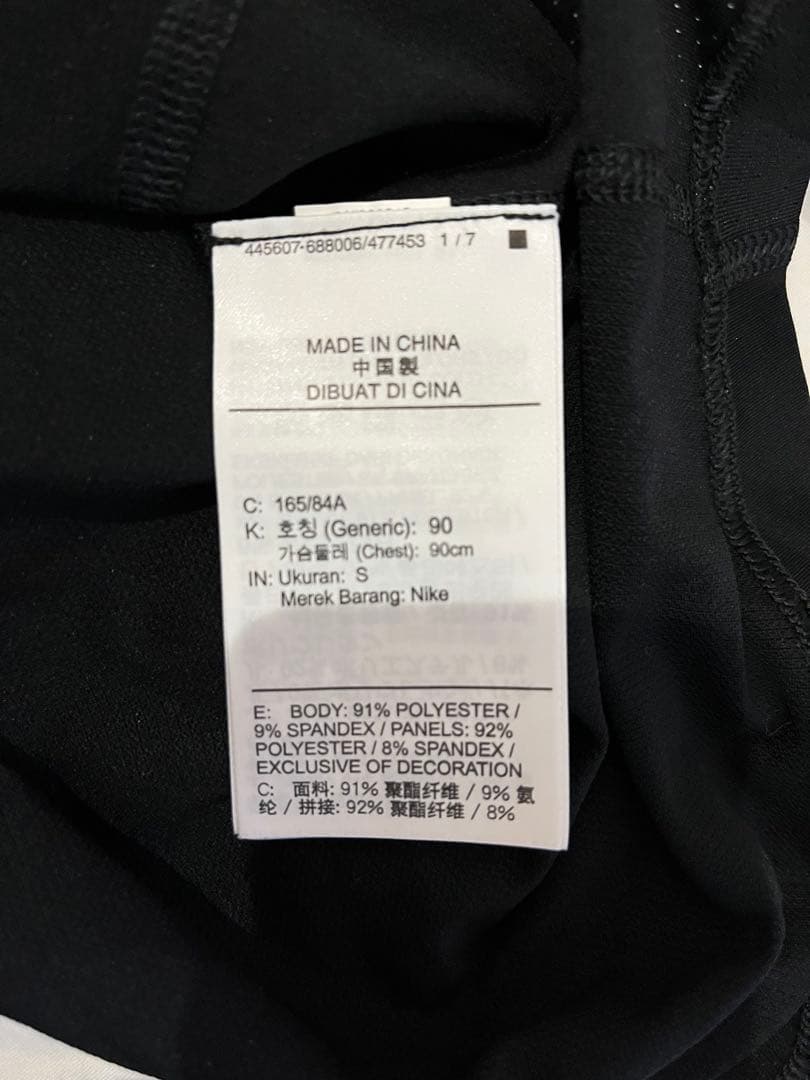 445607-688006/477453 1 / 7
MADE IN CHINA
中国製
DIBUAT DI CINA
C: 165/84A
K: 호칭 (Generic): 90
가슴둘레 (Chest): 90cm
IN: Ukuran: S
Merek Barang: Nike
E: BODY: 91% POLYESTER /
9% SPANDEX / PANELS: 92%
POLYESTER / 8% SPANDEX /
EXCLUSIVE OF DECORATION
C: 面料: 91% 聚酯纤维 / 9% 氨
纶 / 拼接: 92% 聚酯纤维 / 8%